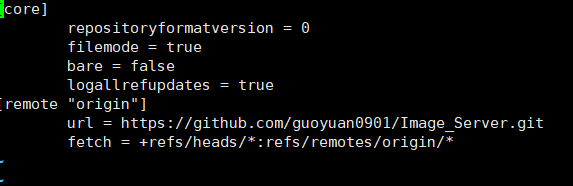 [core]
repositoryformatversion = 0
filemode = true
bare = false
logallrefupdates = true
[remote "origin"]
url = https://github.com/guoyuan0901/Image_Server.git
fetch = +refs/heads/*:refs/remotes/origin/*
~
~